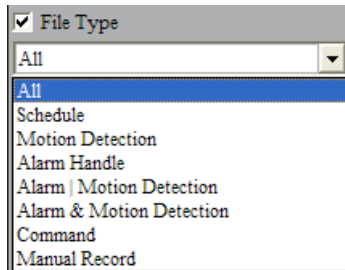 File Type
All
All
Schedule
Motion Detection
Alarm Handle
Alarm | Motion Detection
Alarm & Motion Detection
Command
Manual Record